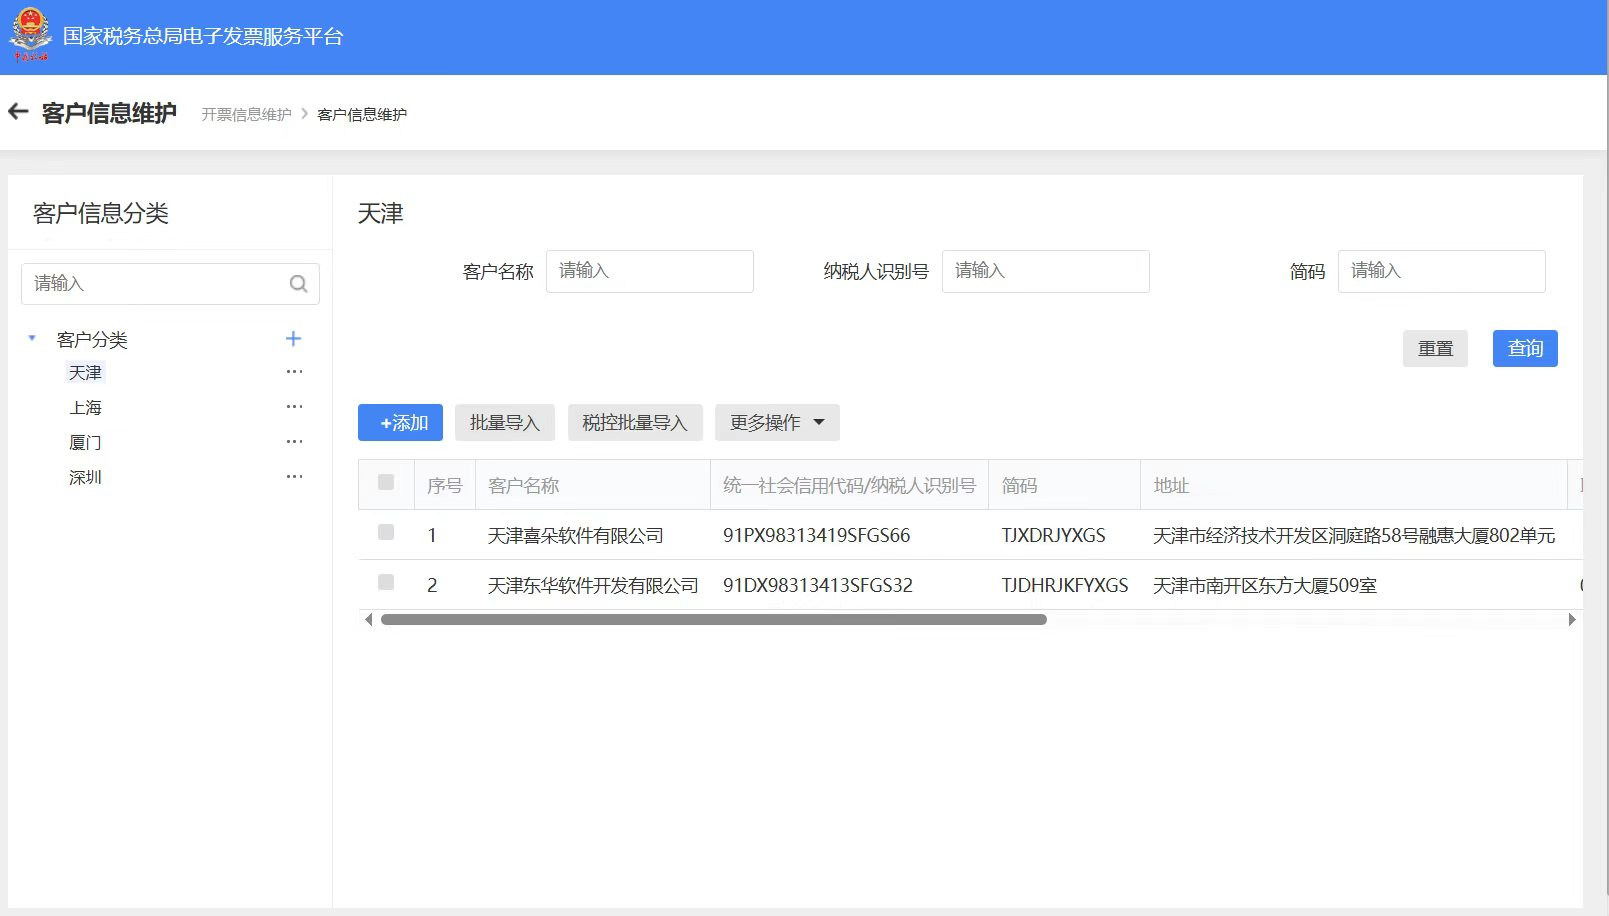 国家税务总局电子发票服务平台
客户信息维护 开票信息维护 > 客户信息维护
客户信息分类
请输入
客户分类 +
天津 ...
上海 ...
厦门 ...
深圳 ...
天津
客户名称 请输入 纳税人识别号 请输入 简码 请输入
重置 查询
+添加 批量导入 税控批量导入 更多操作
序号 客户名称 统一社会信用代码/纳税人识别号 简码 地址
1 天津喜朵软件有限公司 91PX98313419SFGS66 TJXDRJYXGS 天津市经济技术开发区洞庭路58号融惠大厦802单元
2 天津东华软件开发有限公司 91DX98313413SFGS32 TJDHRJKFYXGS 天津市南开区东方大厦509室